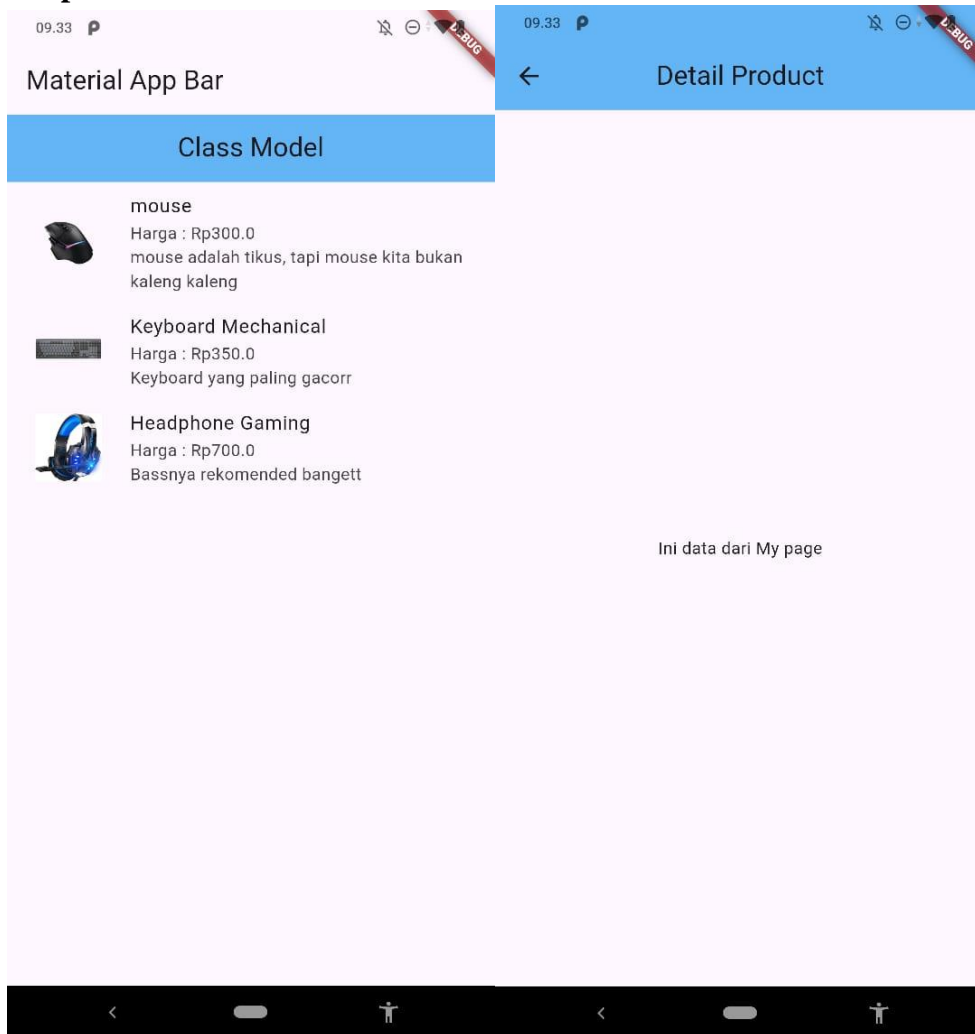 09.33
DEBUG
Material App Bar
Class Model
mouse
Harga : Rp300.0
mouse adalah tikus, tapi mouse kita bukan
kaleng kaleng
Keyboard Mechanical
Harga : Rp350.0
Keyboard yang paling gacorr
Headphone Gaming
Harga : Rp700.0
Bassnya rekomended bangett
09.33
DEBUG
Detail Product
Ini data dari My page